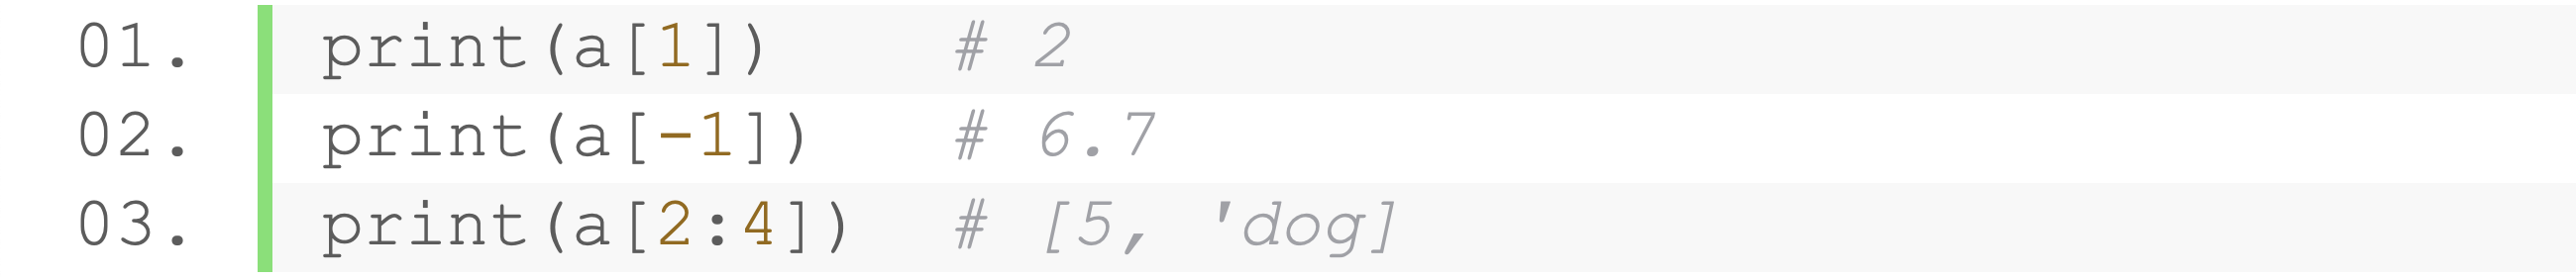 01. print(a[1])     # 2
02. print(a[-1])    # 6.7
03. print(a[2:4])   # [5, 'dog]